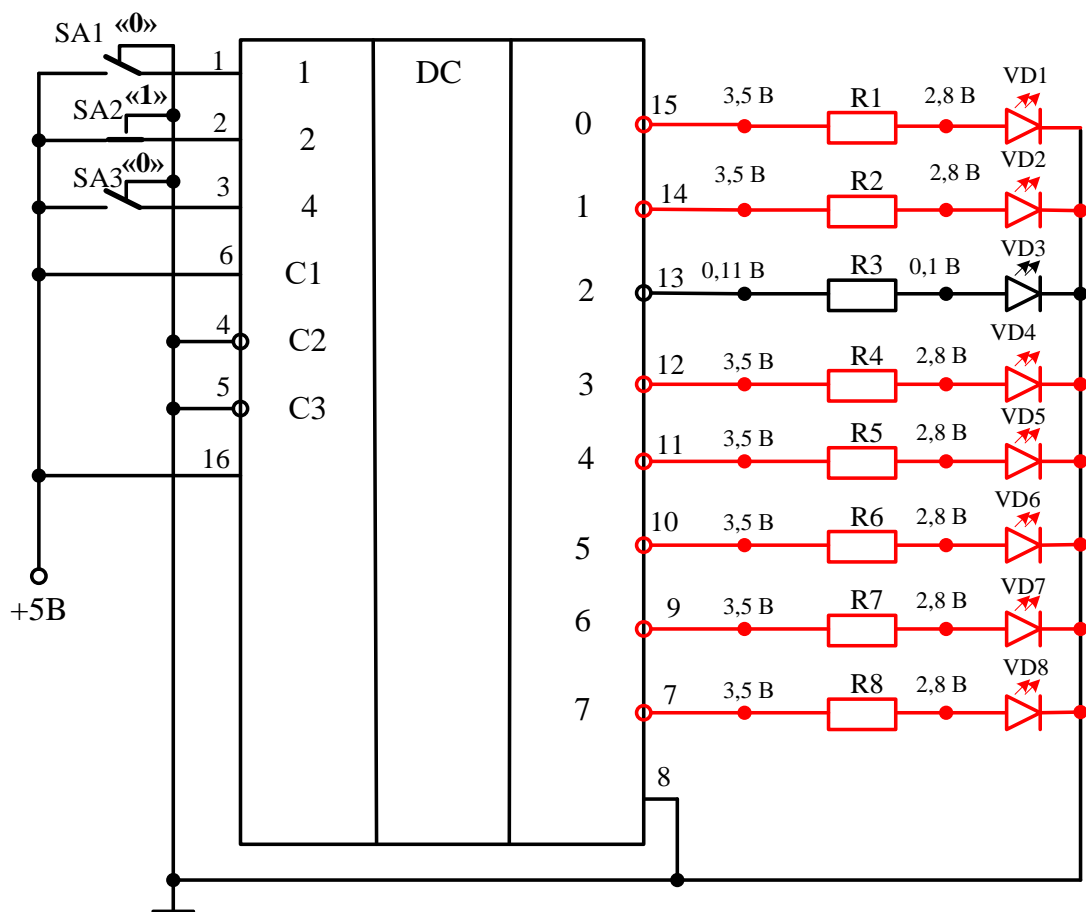 SA1 «0»
1
1
DC
SA2 «1»
2
2
SA3 «0»
3
4
6
C1
4
C2
5
C3
16
+5В
0
15
3,5 В
R1
2,8 В
VD1
1
14
3,5 В
R2
2,8 В
VD2
2
13
0,11 В
R3
0,1 В
VD3
3
12
3,5 В
R4
2,8 В
VD4
4
11
3,5 В
R5
2,8 В
VD5
5
10
3,5 В
R6
2,8 В
VD6
6
9
3,5 В
R7
2,8 В
VD7
7
7
3,5 В
R8
2,8 В
VD8
8